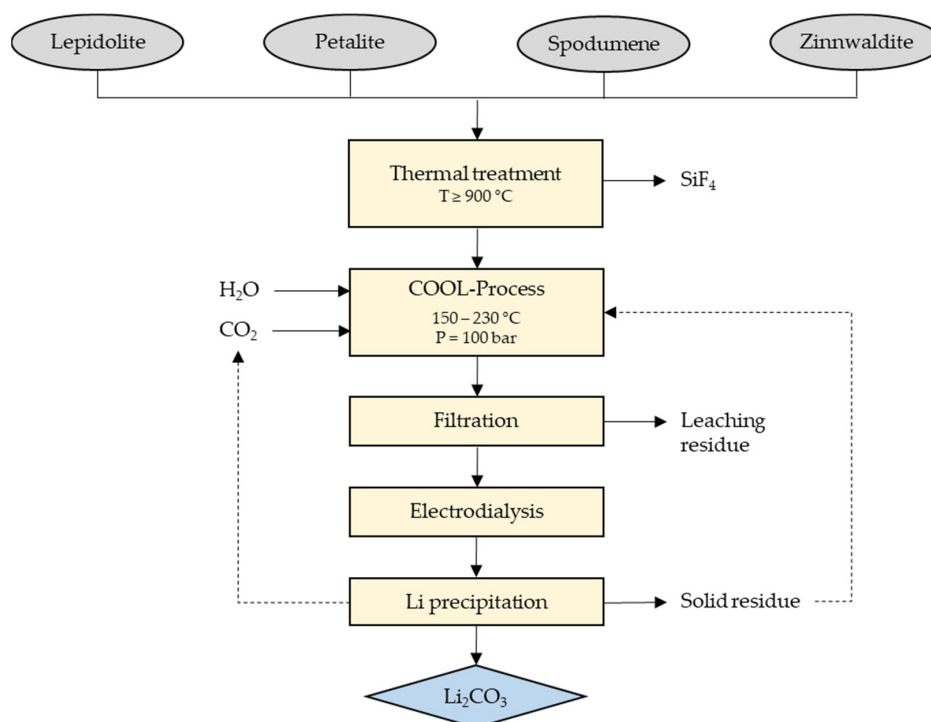 Lepidolite
Petalite
Spodumene
Zinnwaldite
Thermal treatment
T ≥ 900 °C
SiF₄
H₂O
COOL-Process
150 – 230 °C
CO₂
P = 100 bar
Filtration
Leaching
residue
Electrodialysis
Li precipitation
Solid residue
Li₂CO₃